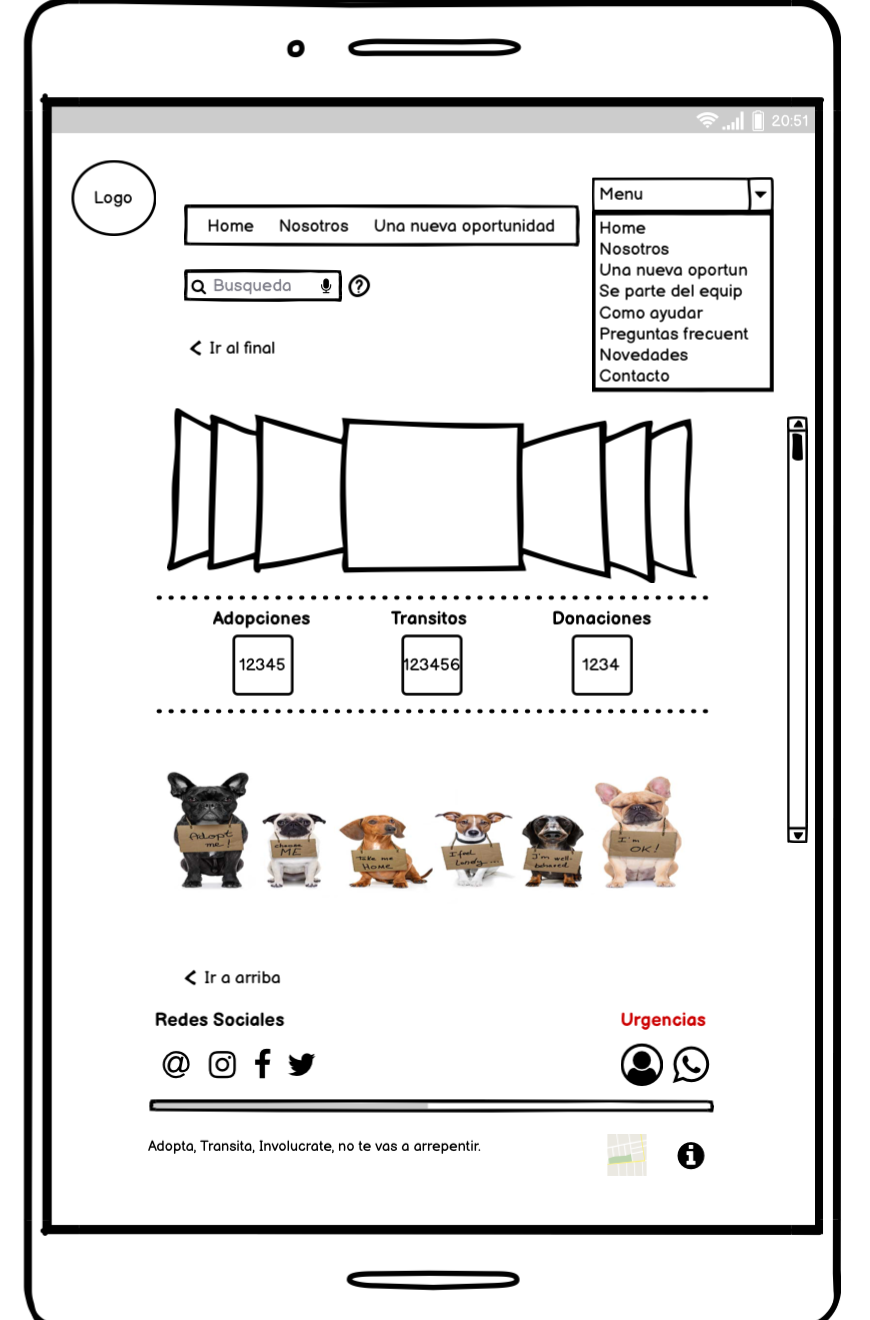 20:51
Logo
Home Nosotros Una nueva oportunidad
Menu
Home
Nosotros
Una nueva oportun
Se parte del equip
Como ayudar
Preguntas frecuent
Novedades
Contacto
Busqueda ?
Ir al final
Adopciones Transitos Donaciones
12345 123456 1234
Adopt
me!
choose
ME
Take me
HOME
I feel
I'm well
I'm
OK!
Ir a arriba
Redes Sociales Urgencias
@
Adopta, Transita, Involucrate, no te vas a arrepentir.